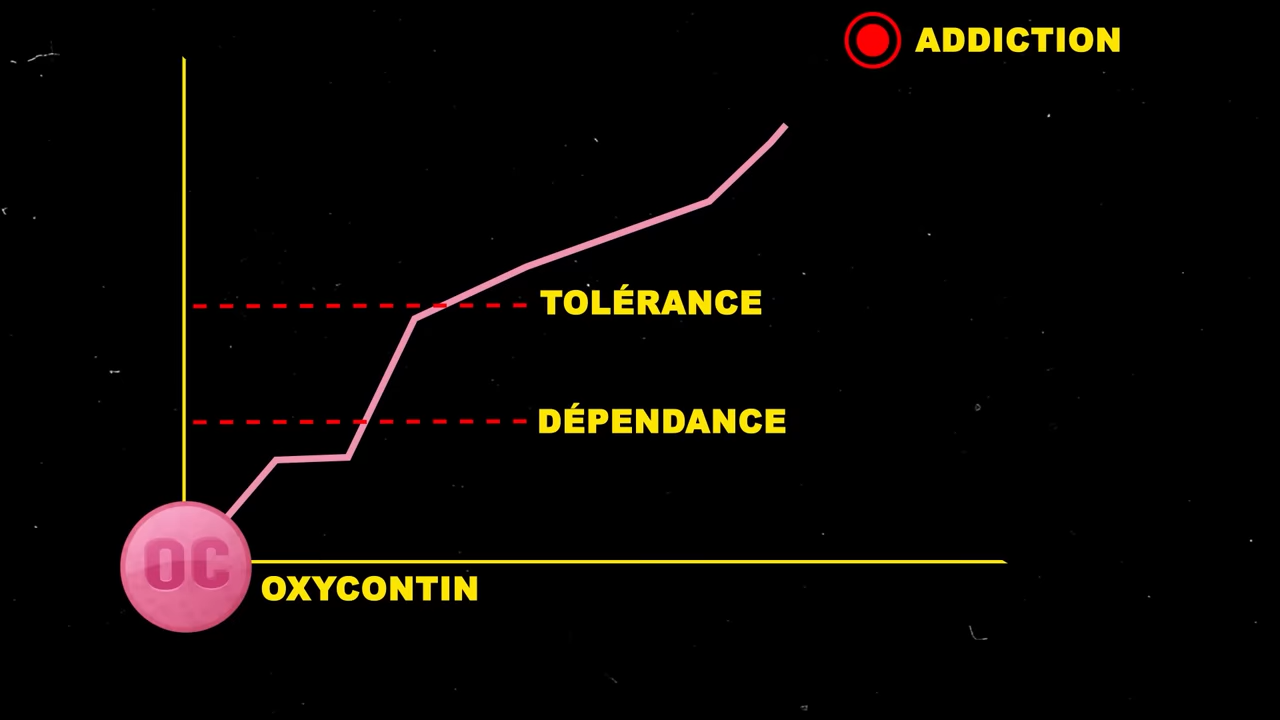 ADDICTION
TOLÉRANCE
DÉPENDANCE
OC
OXYCONTIN